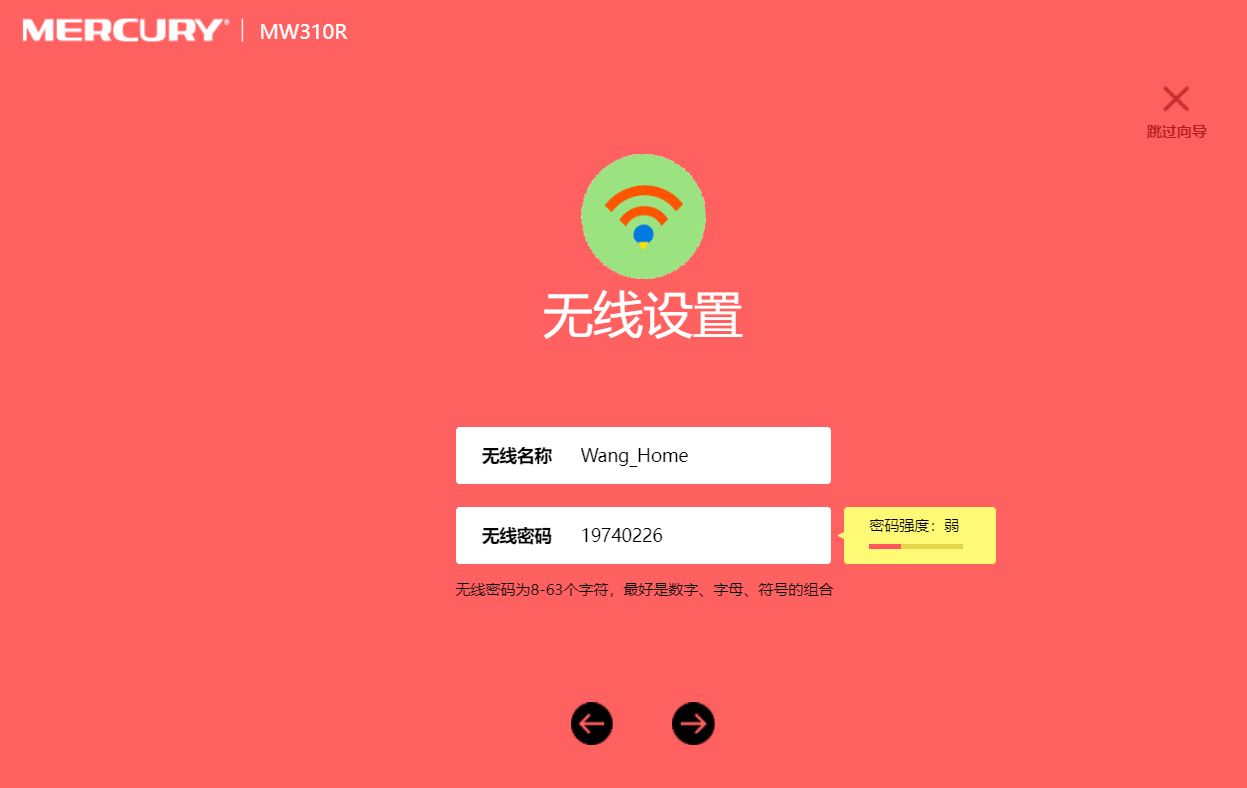 MERCURY® | MW310R
跳过向导
无线设置
无线名称 Wang_Home
无线密码 19740226
密码强度：弱
无线密码为8-63个字符，最好是数字、字母、符号的组合